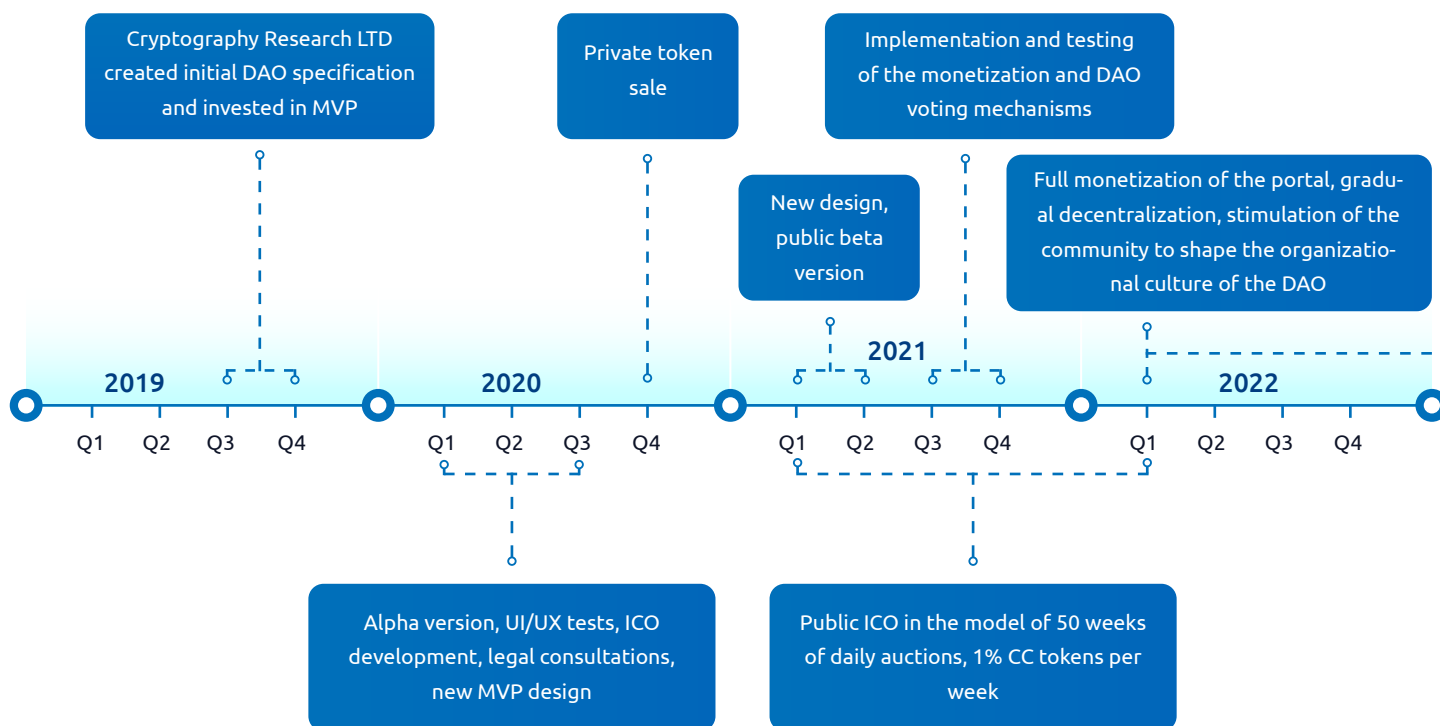 Cryptography Research LTD
created initial DAO specification
and invested in MVP
Private token
sale
Implementation and testing
of the monetization and DAO
voting mechanisms
New design,
public beta
version
Full monetization of the portal, gradu-
al decentralization, stimulation of the
community to shape the organizatio-
nal culture of the DAO
2019
2020
2021
2022
Q1 Q2 Q3 Q4 Q1 Q2 Q3 Q4 Q1 Q2 Q3 Q4 Q1 Q2 Q3 Q4
Alpha version, UI/UX tests, ICO
development, legal consultations,
new MVP design
Public ICO in the model of 50 weeks
of daily auctions, 1% CC tokens per
week